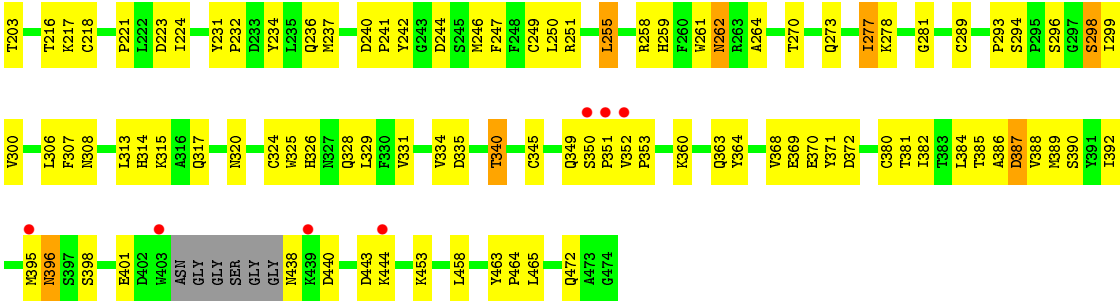 T203 T216 K217 C218 P221 L222 D223 I224 Y231 P232 D233 Y234 L235 Q236 M237 D240 P241 Y242 G243 D244 S245 M246 F247 F248 C249 L250 R251 L255 R258 H259 F260 W261 N262 R263 A264 T270 Q273 I277 K278 G281 C289 P293 S294 P295 S296 G297 S298 I299
V300 L306 F307 N308 L313 H314 K315 A316 Q317 N320 C324 W325 H326 N327 Q328 L329 F330 V331 V334 D335 T340 C345 Q349 S350 P351 V352 P353 K360 Q363 Y364 V368 E369 E370 Y371 D372 C380 T381 I382 T383 L384 T385 A386 D387 V388 M389 S390 Y391 I392
M395 N396 S397 S398 E401 D402 W403 ASN GLY GLY SER GLY GLY N438 K439 D440 D443 K444 K453 L458 Y463 P464 L465 Q472 A473 G474